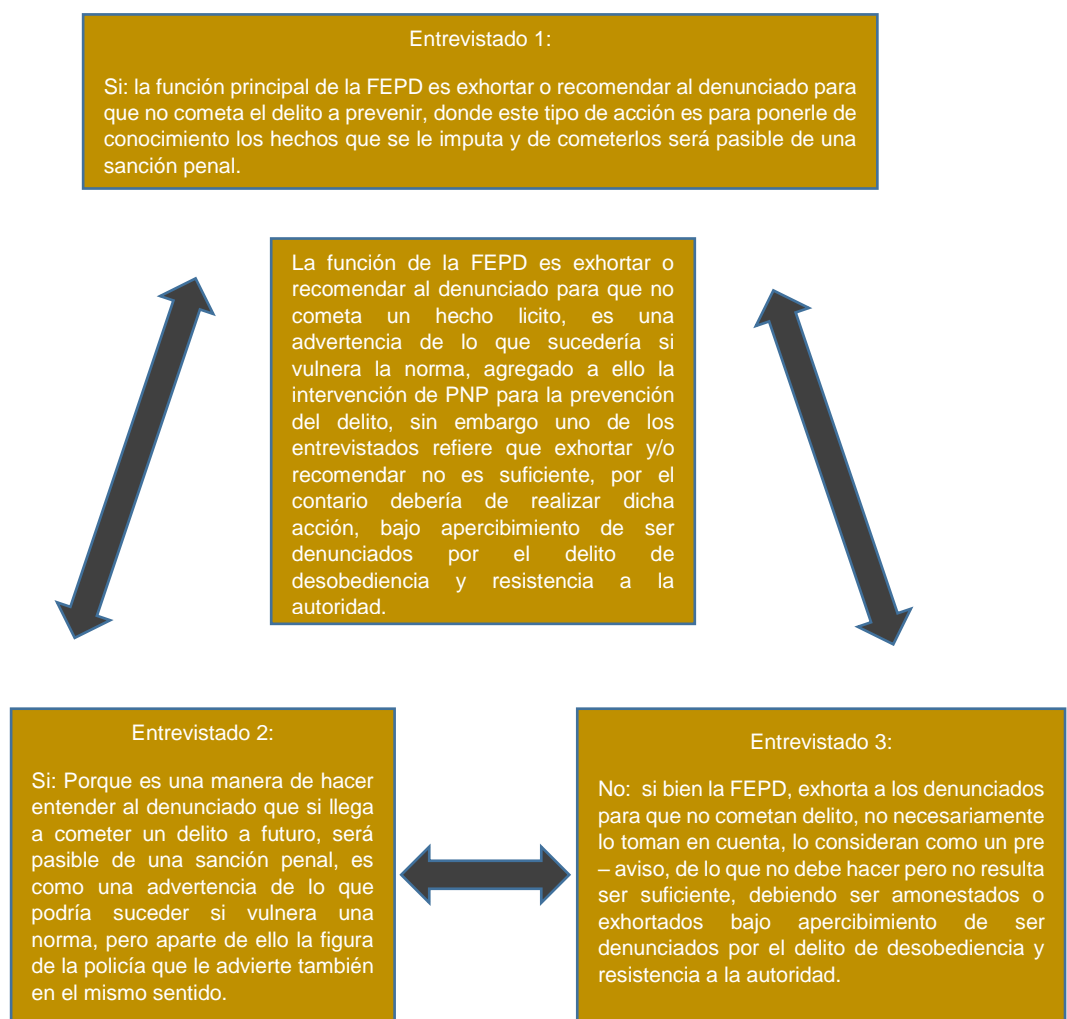 Entrevistado 1:
Si: la función principal de la FEPD es exhortar o recomendar al denunciado para
que no cometa el delito a prevenir, donde este tipo de acción es para ponerle de
conocimiento los hechos que se le imputa y de cometerlos será pasible de una
sanción penal.
La función de la FEPD es exhortar o
recomendar al denunciado para que no
cometa un hecho licito, es una
advertencia de lo que sucedería si
vulnera la norma, agregado a ello la
intervención de PNP para la prevención
del delito, sin embargo uno de los
entrevistados refiere que exhortar y/o
recomendar no es suficiente, por el
contario debería de realizar dicha
acción, bajo apercibimiento de ser
denunciados por el delito de
desobediencia y resistencia a la
autoridad.
Entrevistado 2:
Si: Porque es una manera de hacer
entender al denunciado que si llega
a cometer un delito a futuro, será
pasible de una sanción penal, es
como una advertencia de lo que
podría suceder si vulnera una
norma, pero aparte de ello la figura
de la policía que le advierte también
en el mismo sentido.
Entrevistado 3:
No: si bien la FEPD, exhorta a los denunciados
para que no cometan delito, no necesariamente
lo toman en cuenta, lo consideran como un pre
– aviso, de lo que no debe hacer pero no resulta
ser suficiente, debiendo ser amonestados o
exhortados bajo apercibimiento de ser
denunciados por el delito de desobediencia y
resistencia a la autoridad.